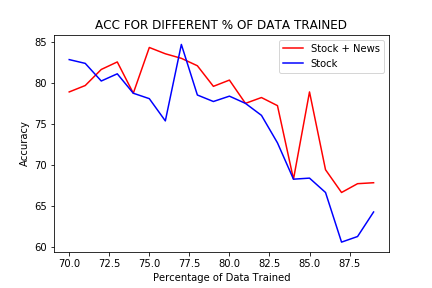 ACC FOR DIFFERENT % OF DATA TRAINED
Stock + News
Stock
85
80
75
70
65
60
Accuracy
70.0 72.5 75.0 77.5 80.0 82.5 85.0 87.5
Percentage of Data Trained